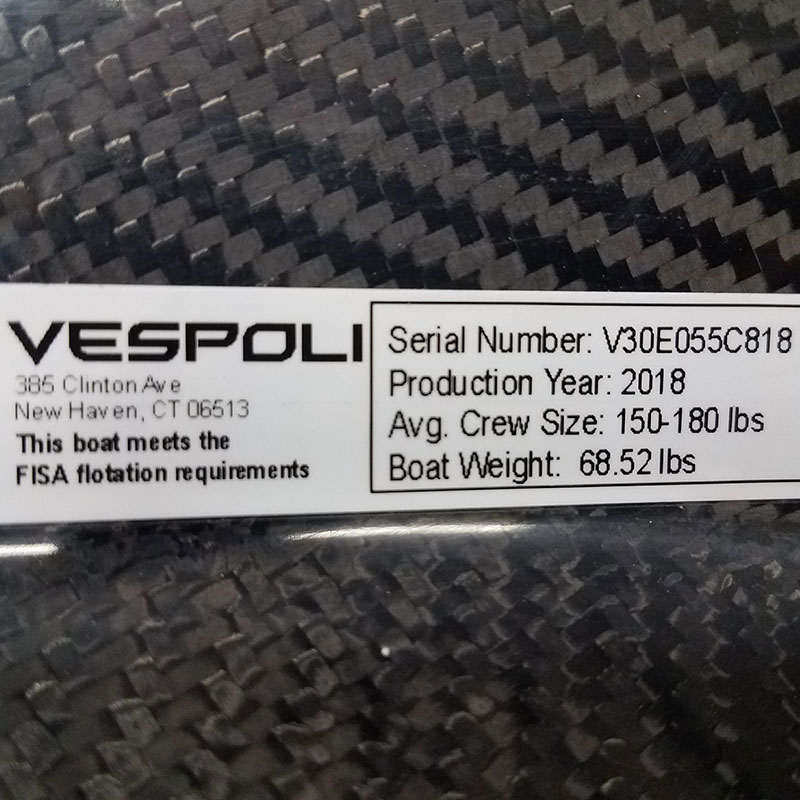 VESPOLI
385 Clinton Ave
New Haven, CT 06513
This boat meets the
FISA flotation requirements
Serial Number: V30E055C818
Production Year: 2018
Avg. Crew Size: 150-180 lbs
Boat Weight: 68.52 lbs